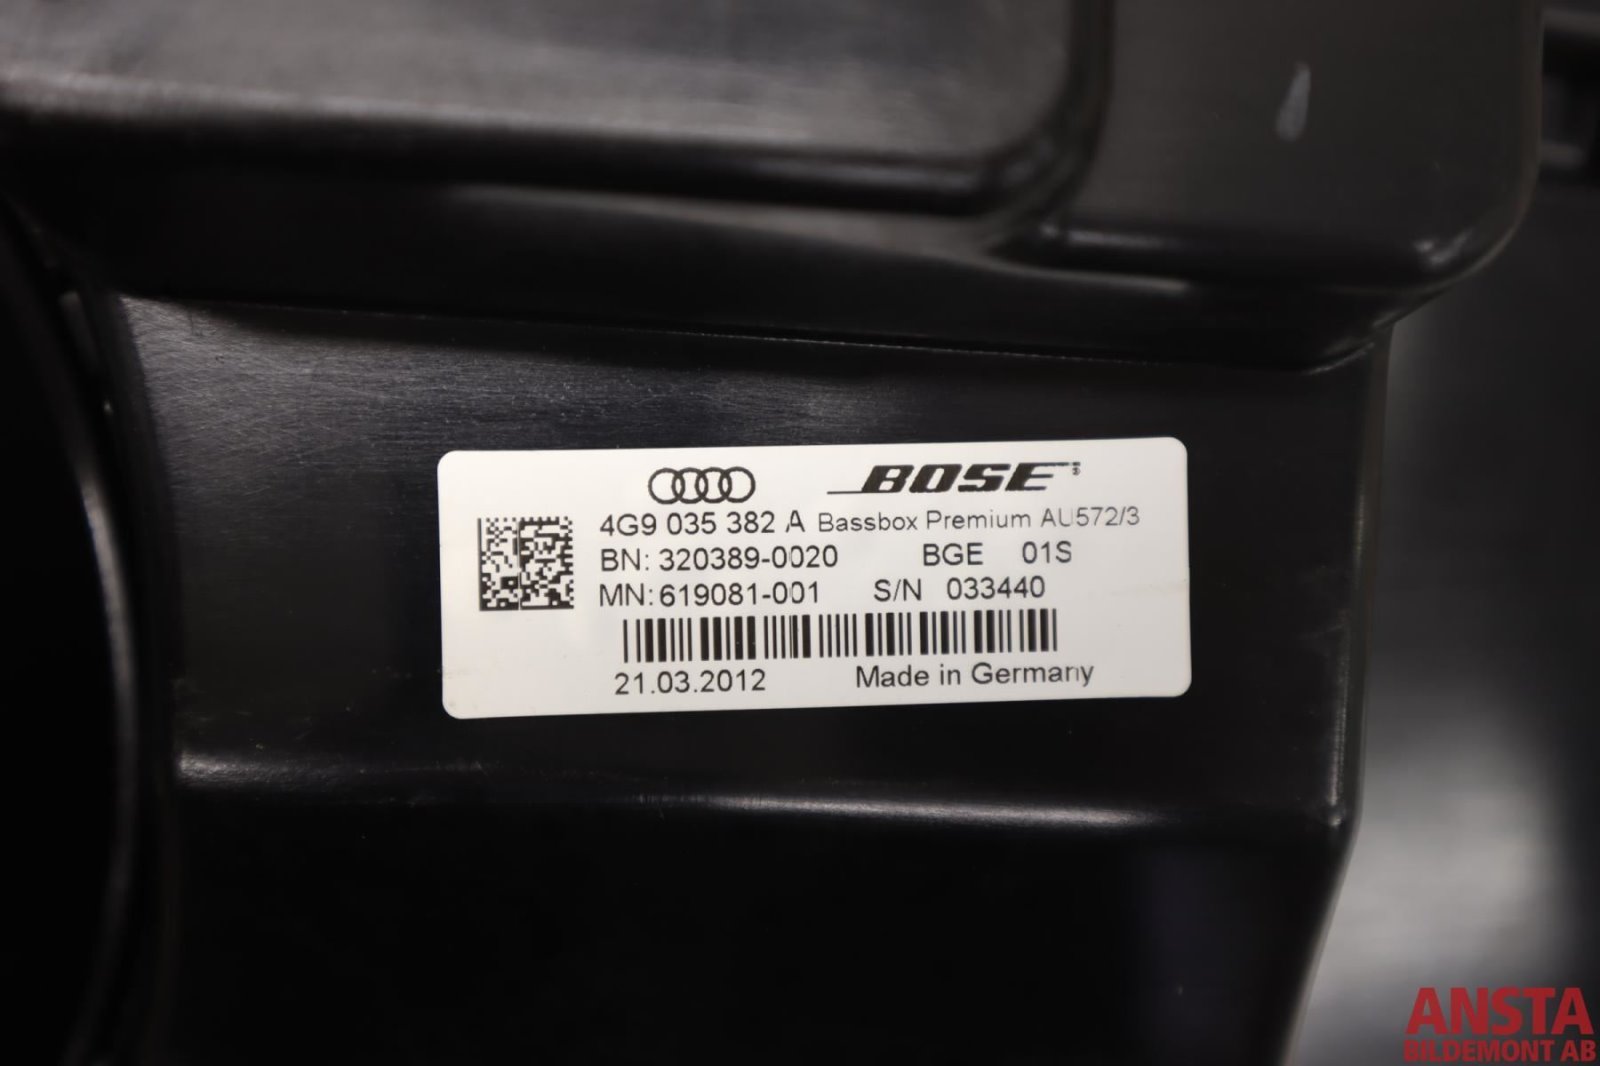 BOSE
4G9 035 382 A Bassbox Premium AU572/3
BN: 320389-0020 BGE 01S
MN: 619081-001 S/N 033440
21.03.2012 Made in Germany
ANSTA
BILDEMONT AB